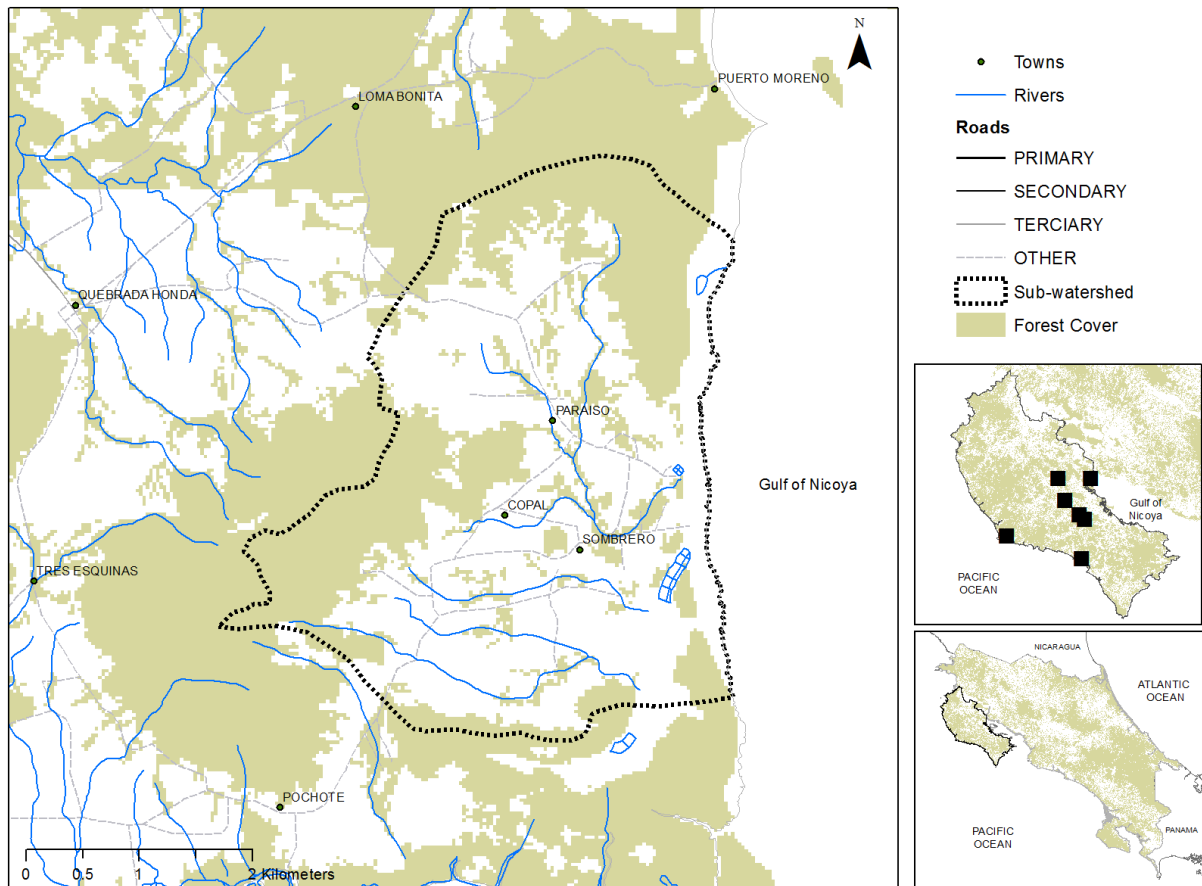 N
PUERTO MORENO
LOMA BONITA
QUEBRADA HONDA
PARAISO
Gulf of Nicoya
COPAL
SOMBRERO
TRES ESQUINAS
POCHOTE
0 0,5 1 2 Kilometers
Towns
Rivers
Roads
PRIMARY
SECONDARY
TERCIARY
OTHER
Sub-watershed
Forest Cover
Gulf of
Nicoya
PACIFIC
OCEAN
NICARAGUA
ATLANTIC
OCEAN
PACIFIC
OCEAN
PANAMA